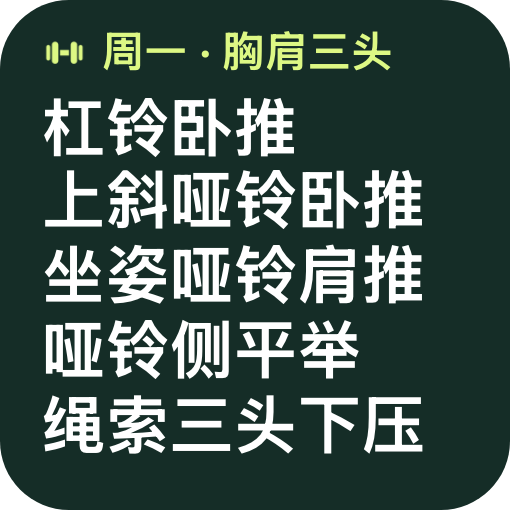 周一 · 胸肩三头
杠铃卧推
上斜哑铃卧推
坐姿哑铃肩推
哑铃侧平举
绳索三头下压